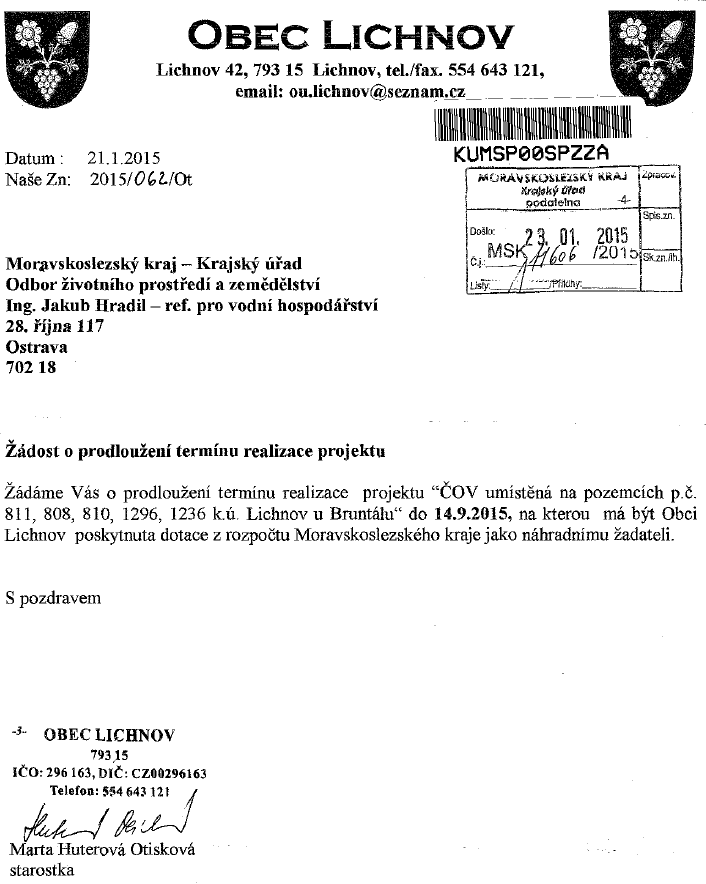 OBEC LICHNOV
Lichnov 42, 793 15 Lichnov, tel./fax. 554 643 121,
email: ou.lichnov@seznam.cz
KUMSP00SPZZA
Datum : 21.1.2015
Naše Zn: 2015/062/Ot
MORAVSKOSLEZSKÝ KRAJ
Krajský úřad
podatelna -4-
Zpracov.
Spis.zn.
Došlo: 23. 01. 2015
Č.j.: MSK 11606 /2015
Sk.zn./lh.
Listy: /Přílohy:
Moravskoslezský kraj – Krajský úřad
Odbor životního prostředí a zemědělství
Ing. Jakub Hradil – ref. pro vodní hospodářství
28. října 117
Ostrava
702 18
Žádost o prodloužení termínu realizace projektu
Žádáme Vás o prodloužení termínu realizace projektu “ČOV umístěná na pozemcích p.č.
811, 808, 810, 1296, 1236 k.ú. Lichnov u Bruntálu“ do 14.9.2015, na kterou má být Obci
Lichnov poskytnuta dotace z rozpočtu Moravskoslezského kraje jako náhradnímu žadateli.
S pozdravem
-3- OBEC LICHNOV
793 15
IČO: 296 163, DIČ: CZ00296163
Telefon: 554 643 121
Marta Huterová Otisková
starostka